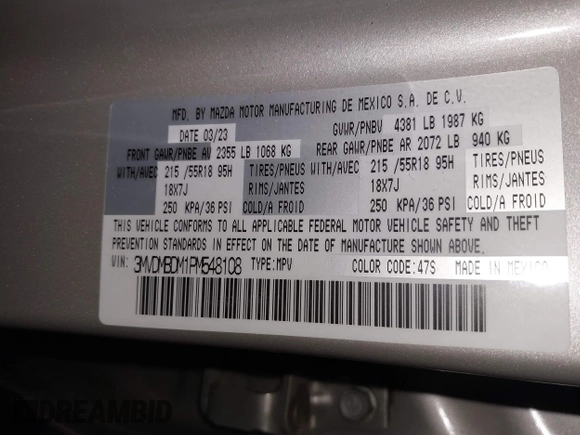 MFD. BY MAZDA MOTOR MANUFACTURING DE MEXICO S.A. DE C.V.
DATE 03/23 GVWR/PNBV 4381 LB 1987 KG
FRONT GAWR/PNBE AV 2355 LB 1068 KG REAR GAWR/PNBE AR 2072 LB 940 KG
WITH/AVEC 215 /55R18 95H TIRES/PNEUS WITH/AVEC 215 /55R18 95H TIRES/PNEUS
18X7J RIMS/JANTES 18X7J RIMS/JANTES
250 KPA/36 PSI COLD/A FROID 250 KPA/36 PSI COLD/A FROID
THIS VEHICLE CONFORMS TO ALL APPLICABLE FEDERAL MOTOR VEHICLE SAFETY AND THEFT
PREVENTION STANDARDS IN EFFECT ON THE DATE OF MANUFACTURE SHOWN ABOVE.
VIN: 3MVDMBDM1PM548108 TYPE:MPV COLOR CODE:47S MADE IN MEXICO
DREAMBID